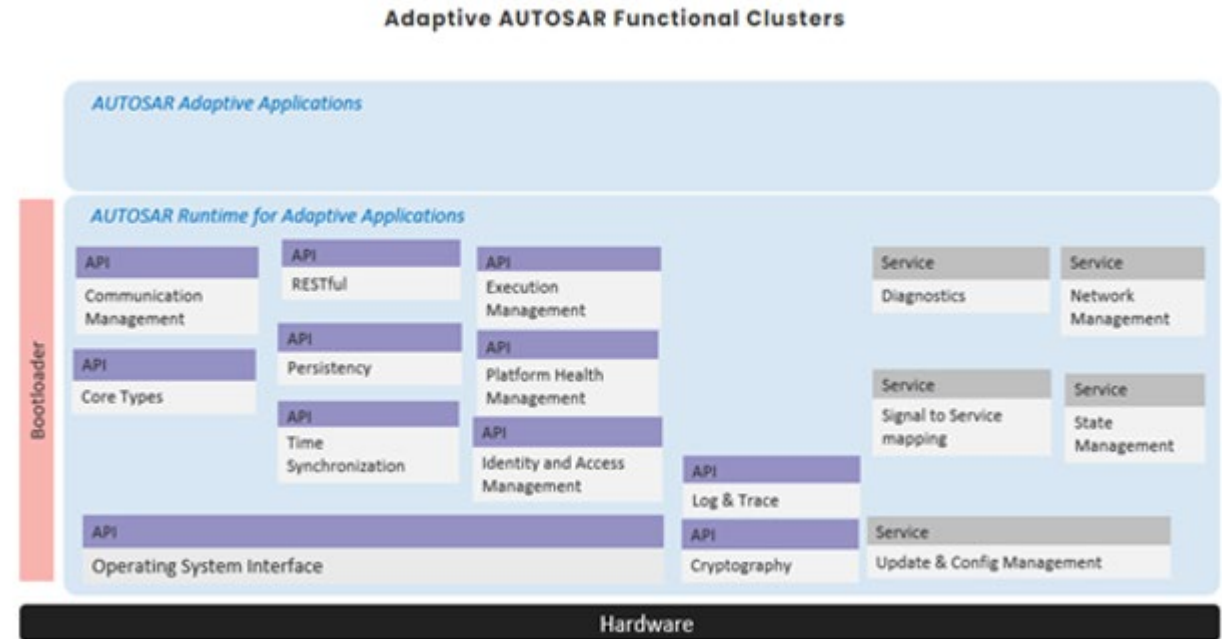 Adaptive AUTOSAR Functional Clusters
AUTOSAR Adaptive Applications
Bootloader
AUTOSAR Runtime for Adaptive Applications
API
Communication
Management
API
Core Types
API
RESTful
API
Persistency
API
Time
Synchronization
API
Execution
Management
API
Platform Health
Management
API
Identity and Access
Management
API
Operating System Interface
API
Log & Trace
API
Cryptography
Service
Diagnostics
Service
Network
Management
Service
Signal to Service
mapping
Service
State
Management
Service
Update & Config Management
Hardware